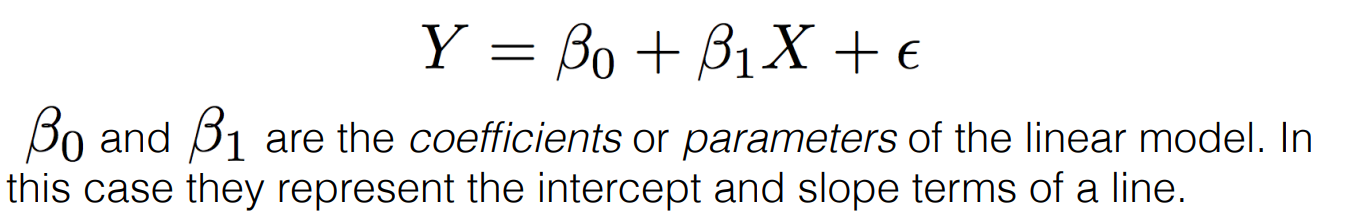 Y = β₀ + β₁X + ϵ
β₀ and β₁ are the coefficients or parameters of the linear model. In
this case they represent the intercept and slope terms of a line.